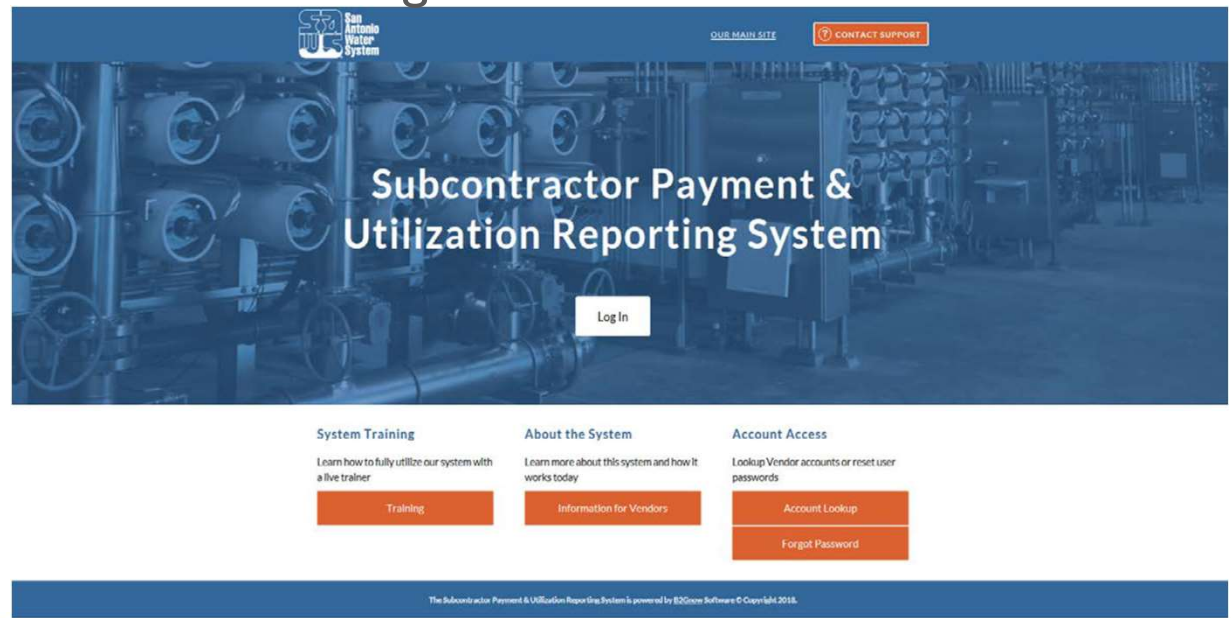 San
Antonio
Water
System
OUR MAIN SITE
? CONTACT SUPPORT
Subcontractor Payment &
Utilization Reporting System
Log In
System Training
Learn how to fully utilize our system with
a live trainer
Training
About the System
Learn more about this system and how it
works today
Information for Vendors
Account Access
Lookup Vendor accounts or reset user
passwords
Account Lookup
Forgot Password
The Subcontractor Payment & Utilization Reporting System is powered by B2Gnow Software © Copyright 2018.